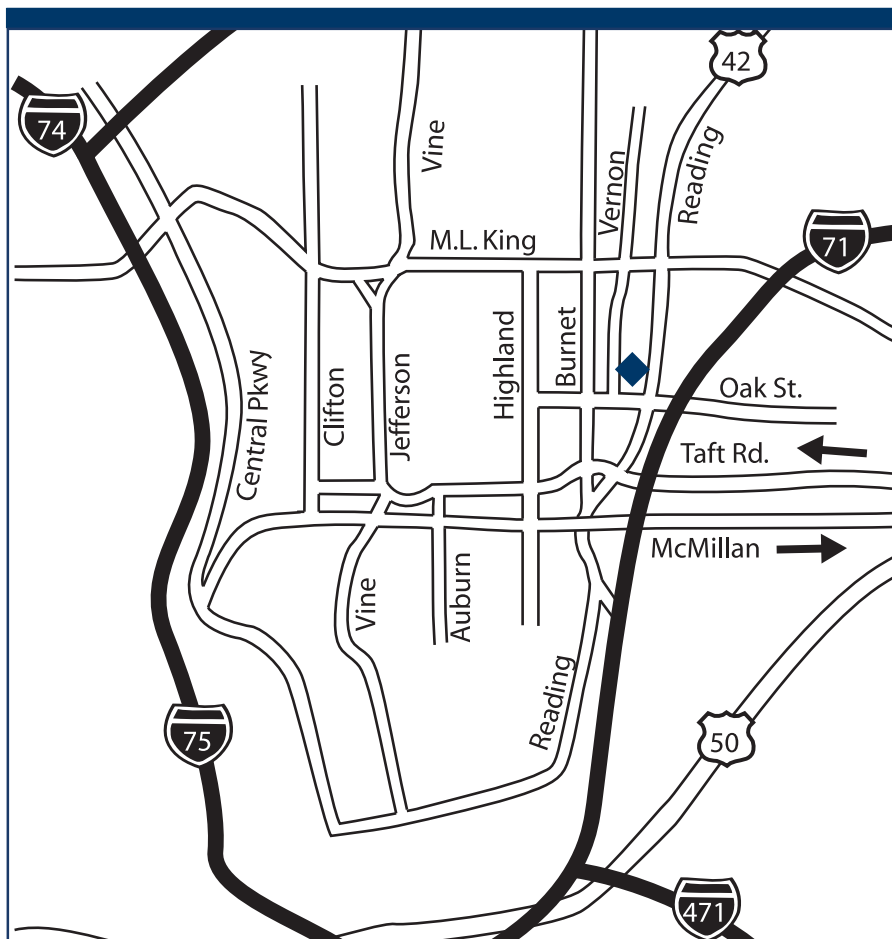 42
74
Vine
Vernon
Reading
M.L. King
71
Central Pkwy
Clifton
Jefferson
Highland
Burnet
Oak St.
Taft Rd.
McMillan
Vine
Auburn
Reading
75
50
471